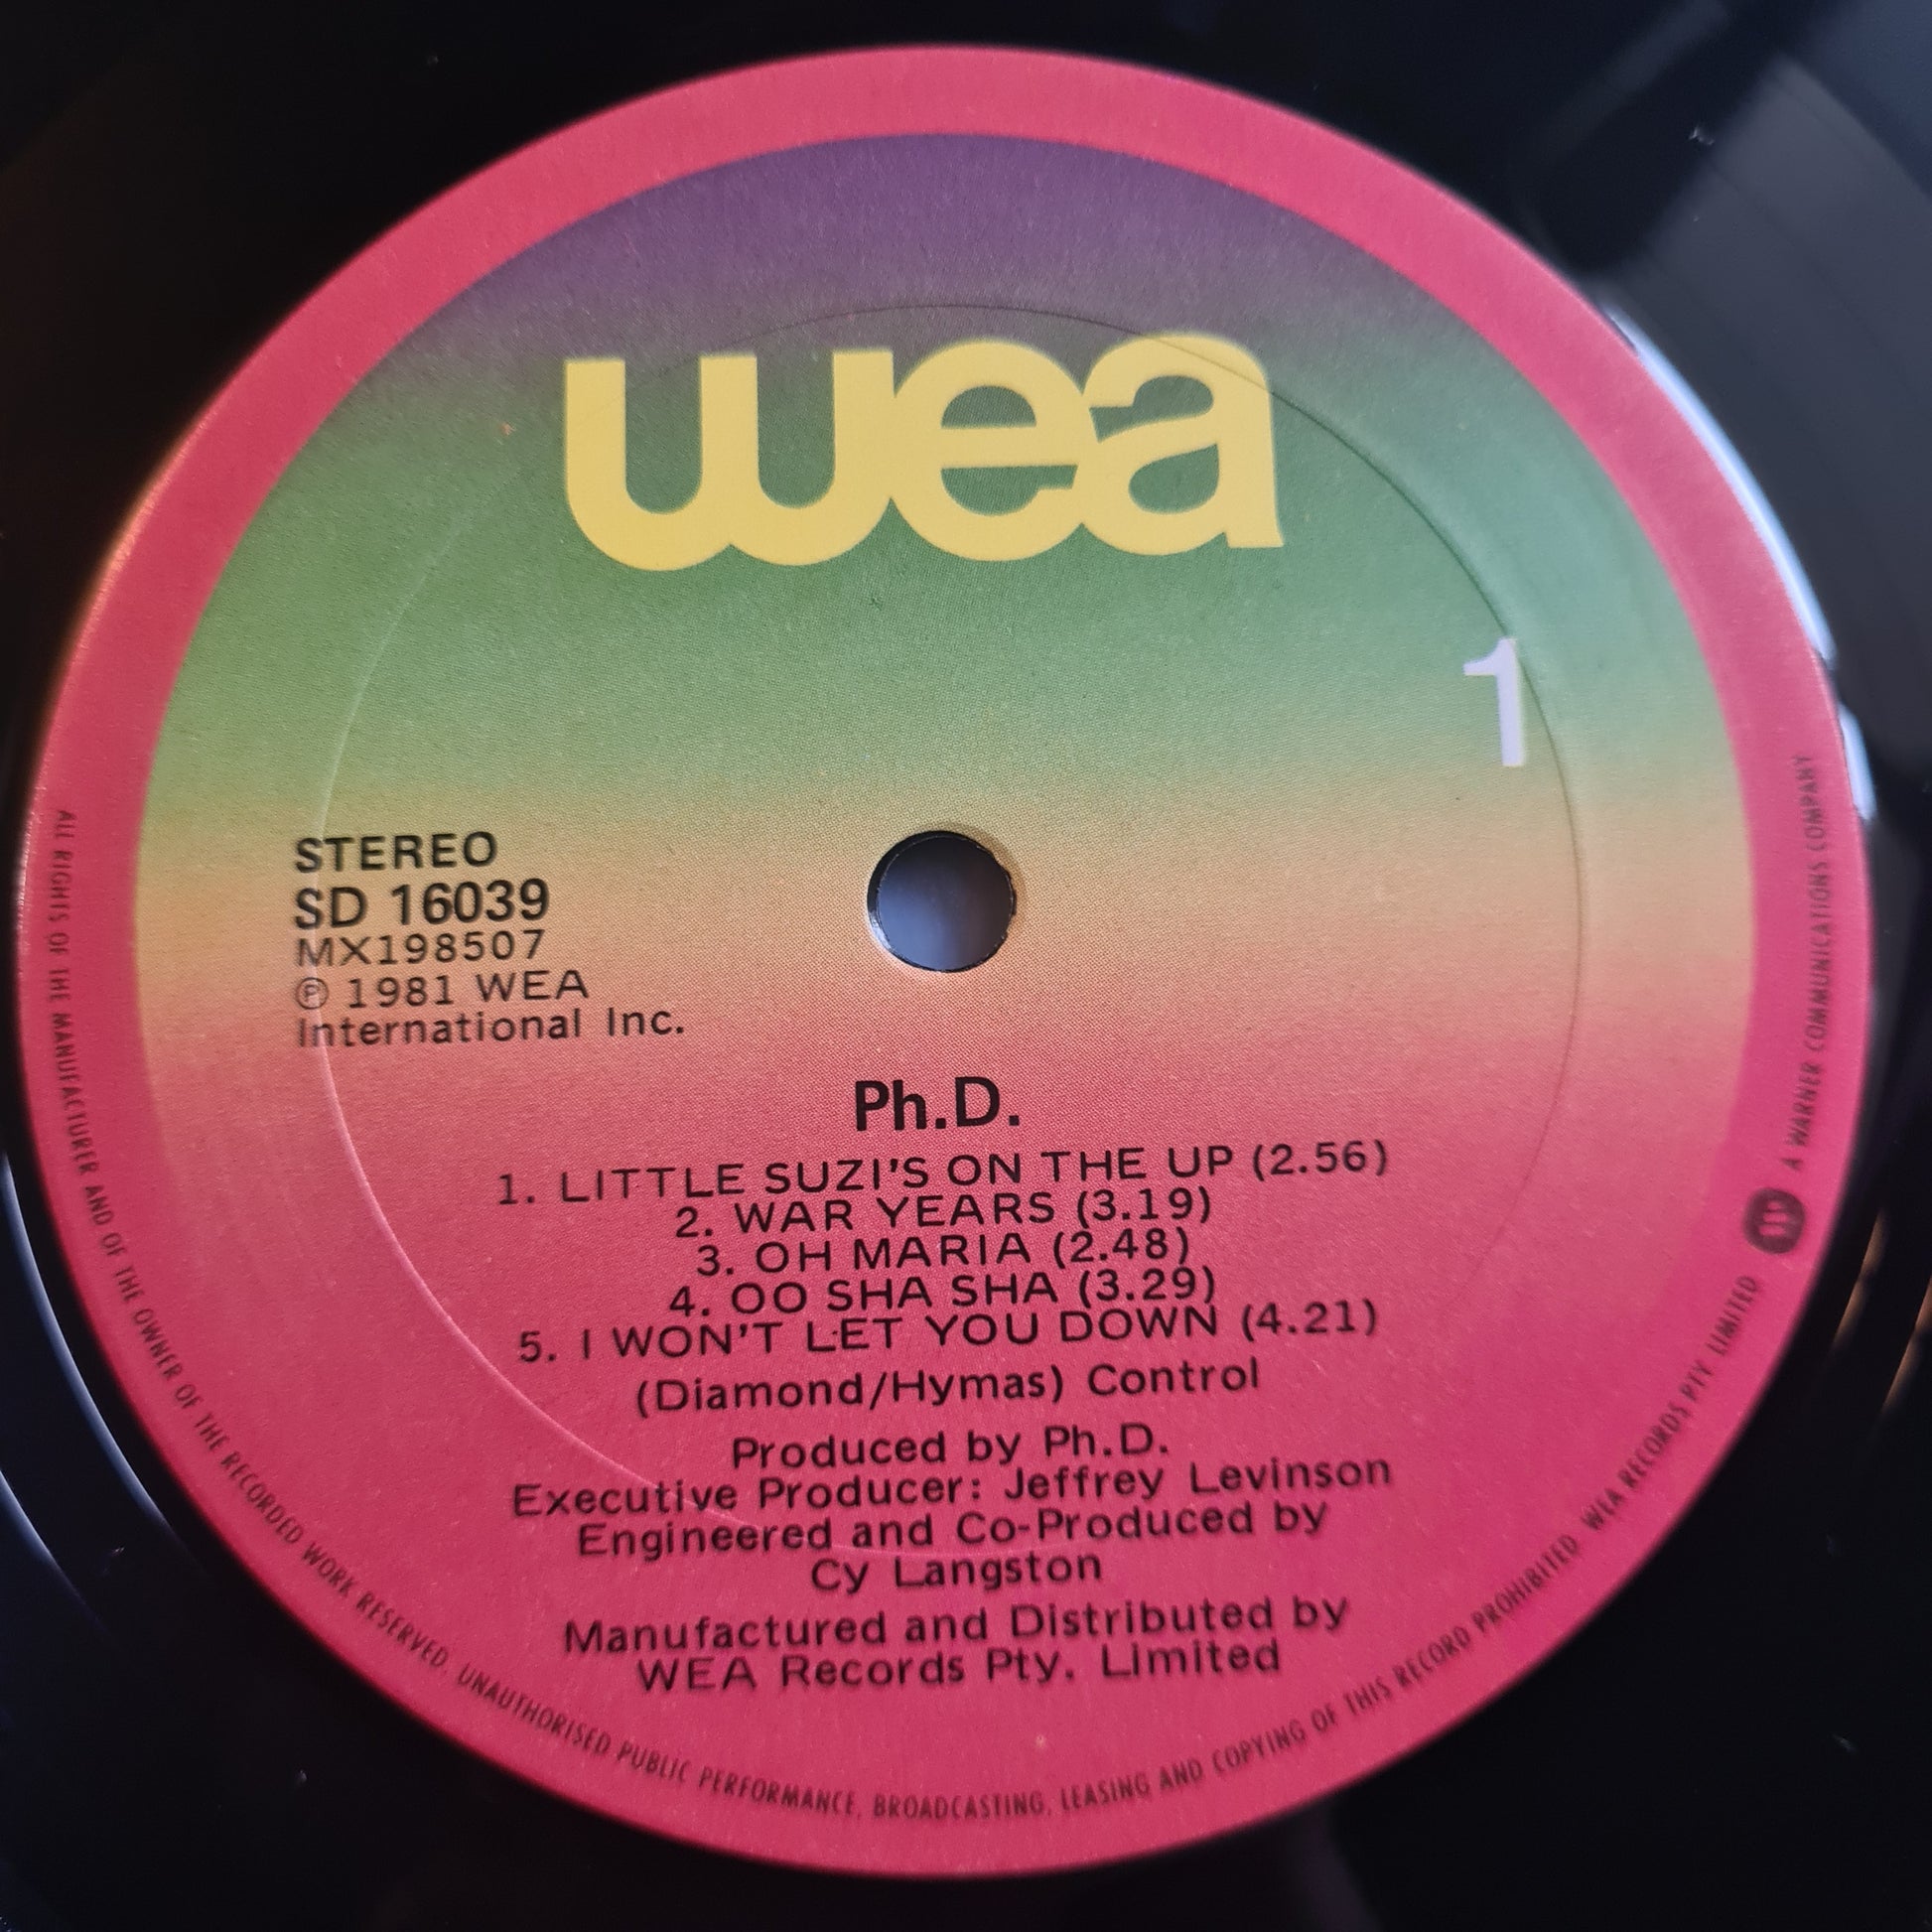 wea
1
STEREO
SD 16039
MX198507
Ⓟ 1981 WEA
International Inc.
Ph.D.
1. LITTLE SUZI'S ON THE UP (2.56)
2. WAR YEARS (3.19)
3. OH MARIA (2.48)
4. OO SHA SHA (3.29)
5. I WON'T LET YOU DOWN (4.21)
(Diamond/Hymas) Control
Produced by Ph.D.
Executive Producer: Jeffrey Levinson
Engineered and Co-Produced by
Cy Langston
Manufactured and Distributed by
WEA Records Pty. Limited
ALL RIGHTS OF THE MANUFACTURER AND OF THE OWNER OF THE RECORDED WORK RESERVED. UNAUTHORISED PUBLIC PERFORMANCE, BROADCASTING, LEASING AND COPYING OF THIS RECORD PROHIBITED WEA RECORDS PTY LIMITED A WARNER COMMUNICATIONS COMPANY